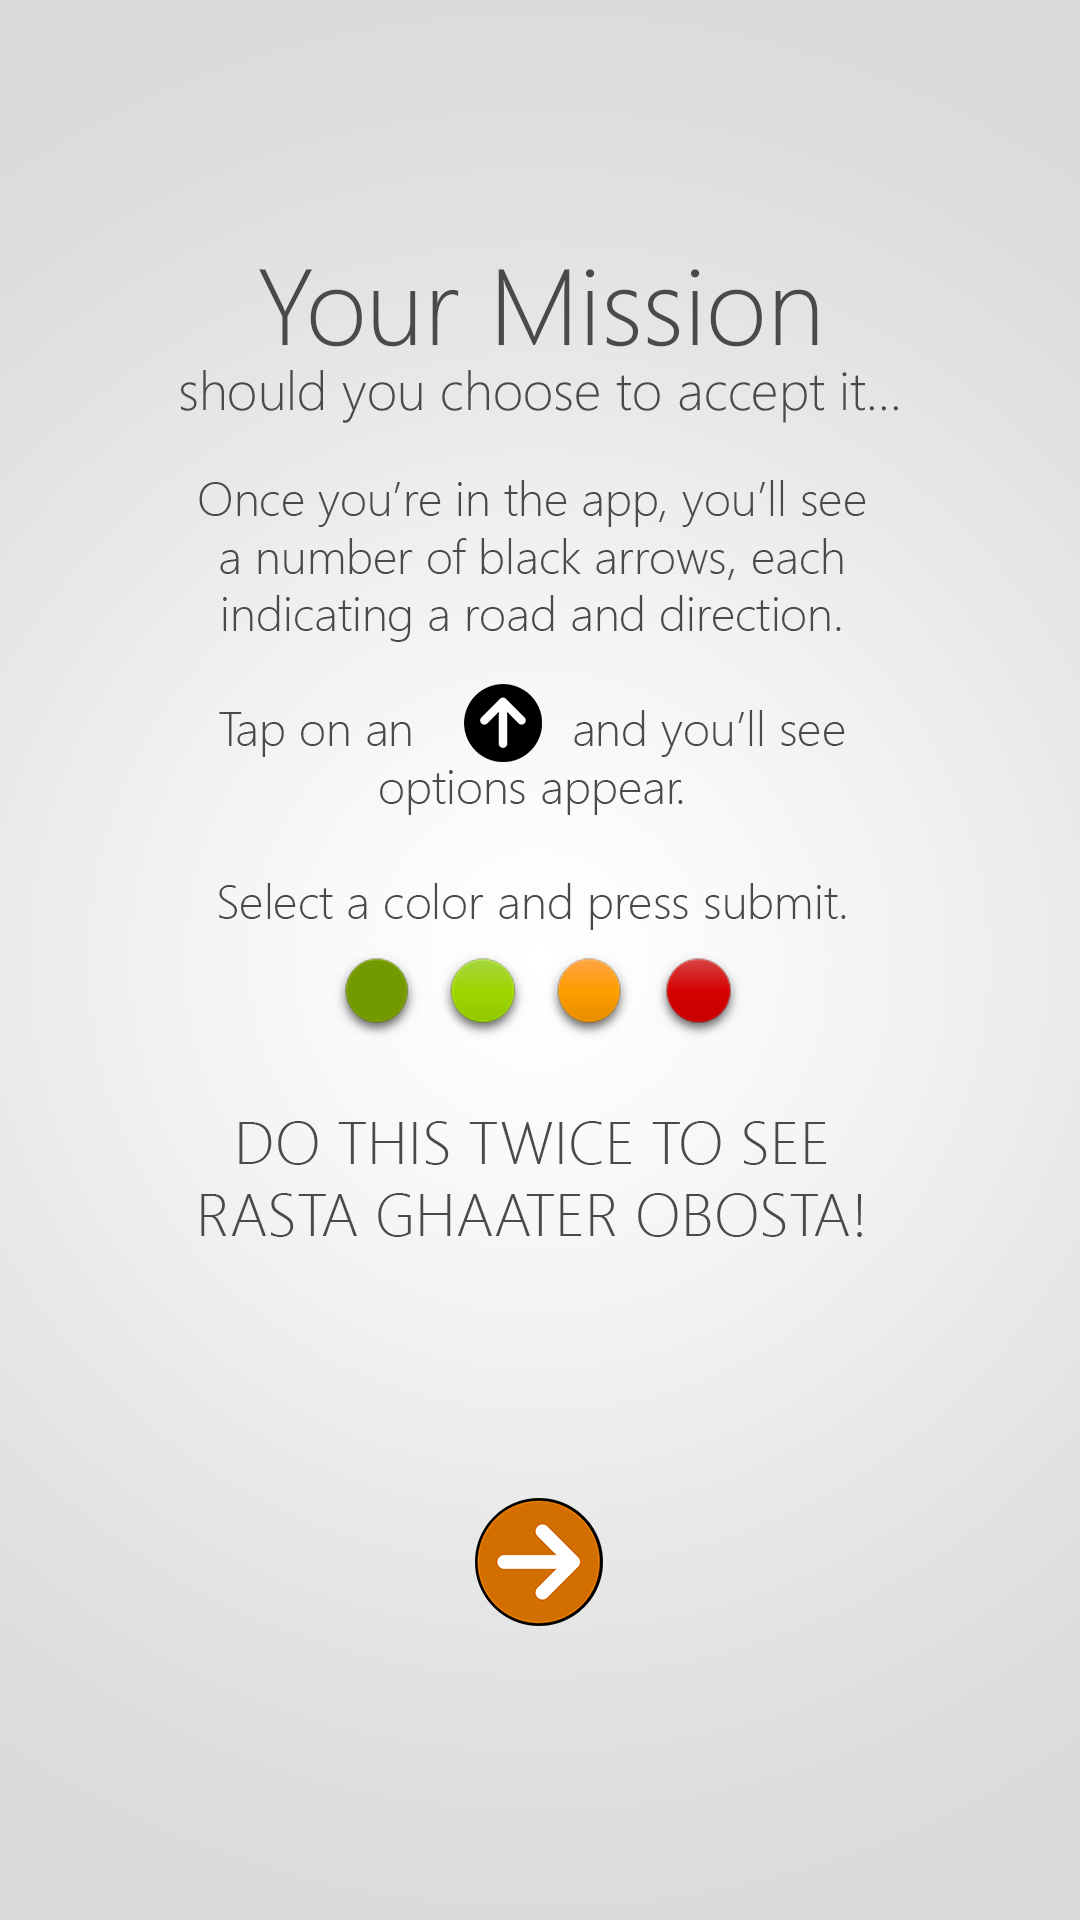 Your Mission
should you choose to accept it...
Once you’re in the app, you’ll see
a number of black arrows, each
indicating a road and direction.
Tap on an and you’ll see
options appear.
Select a color and press submit.
DO THIS TWICE TO SEE
RASTA GHAATER OBOSTA!